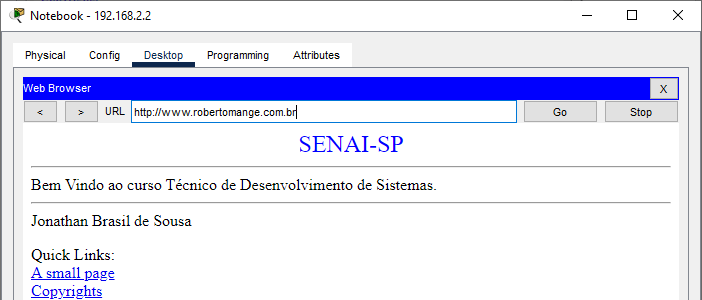 Notebook - 192.168.2.2
Physical Config Desktop Programming Attributes
Web Browser X
< > URL http://www.robertomange.com.br Go Stop
SENAI-SP
Bem Vindo ao curso Técnico de Desenvolvimento de Sistemas.
Jonathan Brasil de Sousa
Quick Links:
A small page
Copyrights